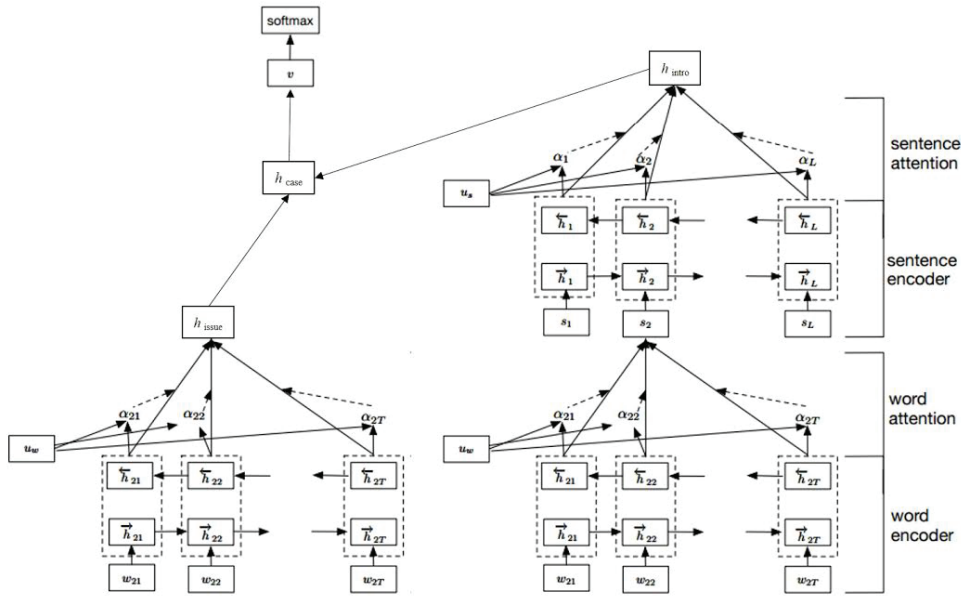 softmax
v
h intro
h case
sentence
attention
α1
α2
αL
us
←h1
←h2
←hL
sentence
encoder
→h1
→h2
→hL
s1
s2
sL
h issue
word
attention
α21
α22
α2T
α21
α22
α2T
uw
uw
←h21
←h22
←h2T
←h21
←h22
←h2T
word
encoder
→h21
→h22
→h2T
→h21
→h22
→h2T
w21
w22
w2T
w21
w22
w2T